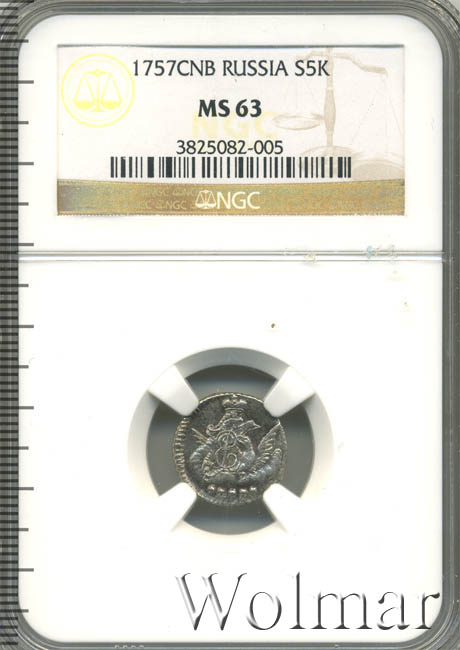 1757CNB RUSSIA S5K
MS 63
NGC
3825082-005
NGC
Wolmar